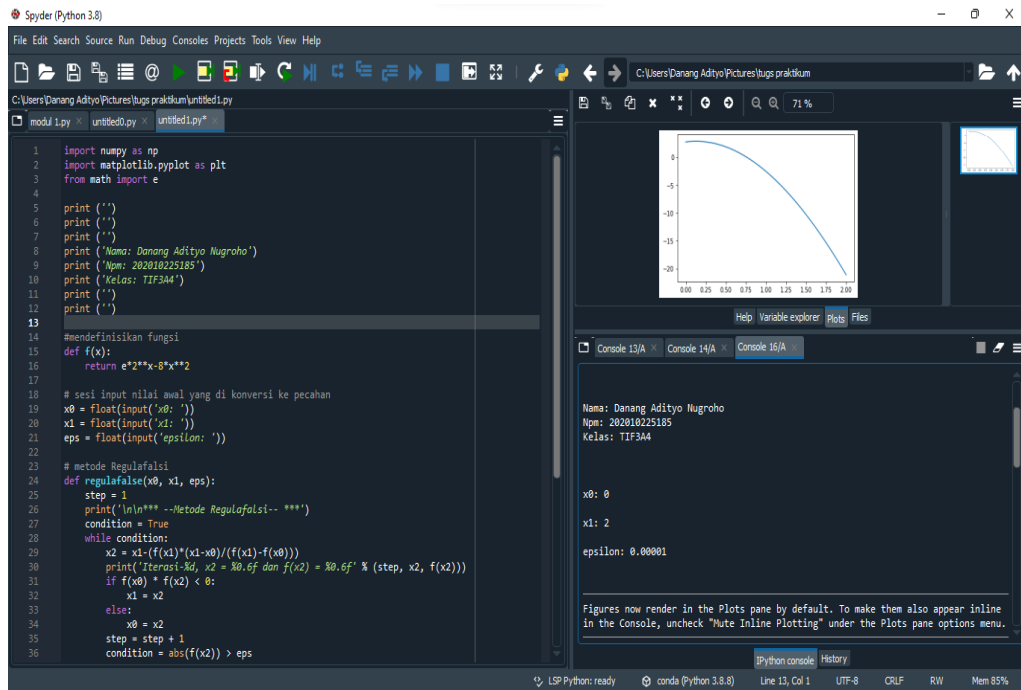 Spyder (Python 3.8)
File Edit Search Source Run Debug Consoles Projects Tools View Help
C:\Users\Danang Adityo\Pictures\tugs praktikum
C:\Users\Danang Adityo\Pictures\tugs praktikum\untitled1.py
modul 1.py untitled0.py untitled1.py*
1 import numpy as np
2 import matplotlib.pyplot as plt
3 from math import e
4
5 print ('')
6 print ('')
7 print ('')
8 print ('Nama: Danang Adityo Nugroho')
9 print ('Npm: 202010225185')
10 print ('Kelas: TIF3A4')
11 print ('')
12 print ('')
13
14 #mendefinisikan fungsi
15 def f(x):
16 return e*2**x-8*x**2
17
18 # sesi input nilai awal yang di konversi ke pecahan
19 x0 = float(input('x0: '))
20 x1 = float(input('x1: '))
21 eps = float(input('epsilon: '))
22
23 # metode Regulafalsi
24 def regulafalse(x0, x1, eps):
25 step = 1
26 print('\n\n*** --Metode Regulafalsi-- ***')
27 condition = True
28 while condition:
29 x2 = x1-(f(x1)*(x1-x0)/(f(x1)-f(x0)))
30 print('Iterasi-%d, x2 = %0.6f dan f(x2) = %0.6f' % (step, x2, f(x2)))
31 if f(x0) * f(x2) < 0:
32 x1 = x2
33 else:
34 x0 = x2
35 step = step + 1
36 condition = abs(f(x2)) > eps
71 %
0
−5
−10
−15
−20
0.00 0.25 0.50 0.75 1.00 1.25 1.50 1.75 2.00
Help Variable explorer Plots Files
Console 13/A Console 14/A Console 16/A
Nama: Danang Adityo Nugroho
Npm: 202010225185
Kelas: TIF3A4
x0: 0
x1: 2
epsilon: 0.00001
Figures now render in the Plots pane by default. To make them also appear inline
in the Console, uncheck "Mute Inline Plotting" under the Plots pane options menu.
IPython console History
LSP Python: ready conda (Python 3.8.8) Line 13, Col 1 UTF-8 CRLF RW Mem 85%